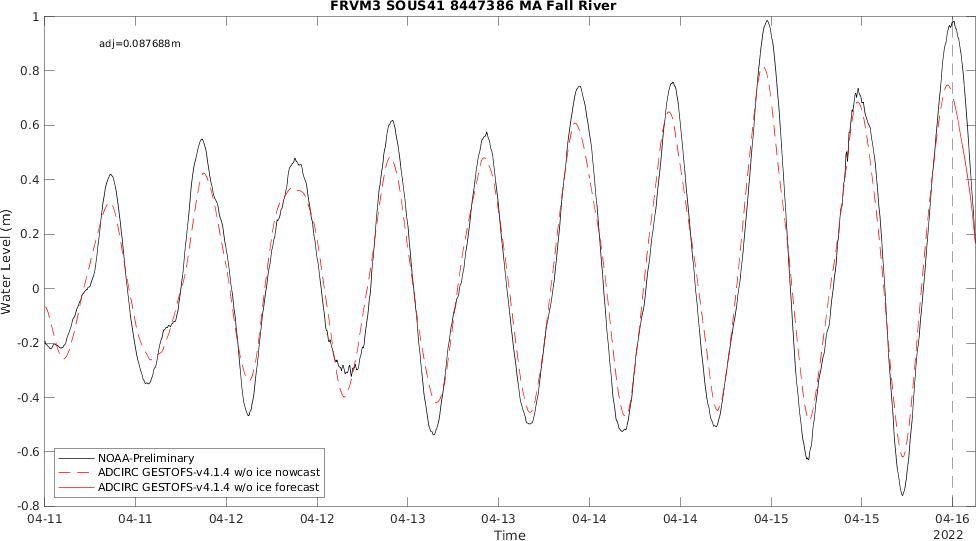 FRVM3 SOUS41 8447386 MA Fall River
adj=0.087688m
1
0.8
0.6
0.4
0.2
0
-0.2
-0.4
-0.6
-0.8
Water Level (m)
NOAA-Preliminary
ADCIRC GESTOFS-v4.1.4 w/o ice nowcast
ADCIRC GESTOFS-v4.1.4 w/o ice forecast
04-11 04-11 04-12 04-12 04-13 04-13 04-14 04-14 04-15 04-15 04-16
Time
2022